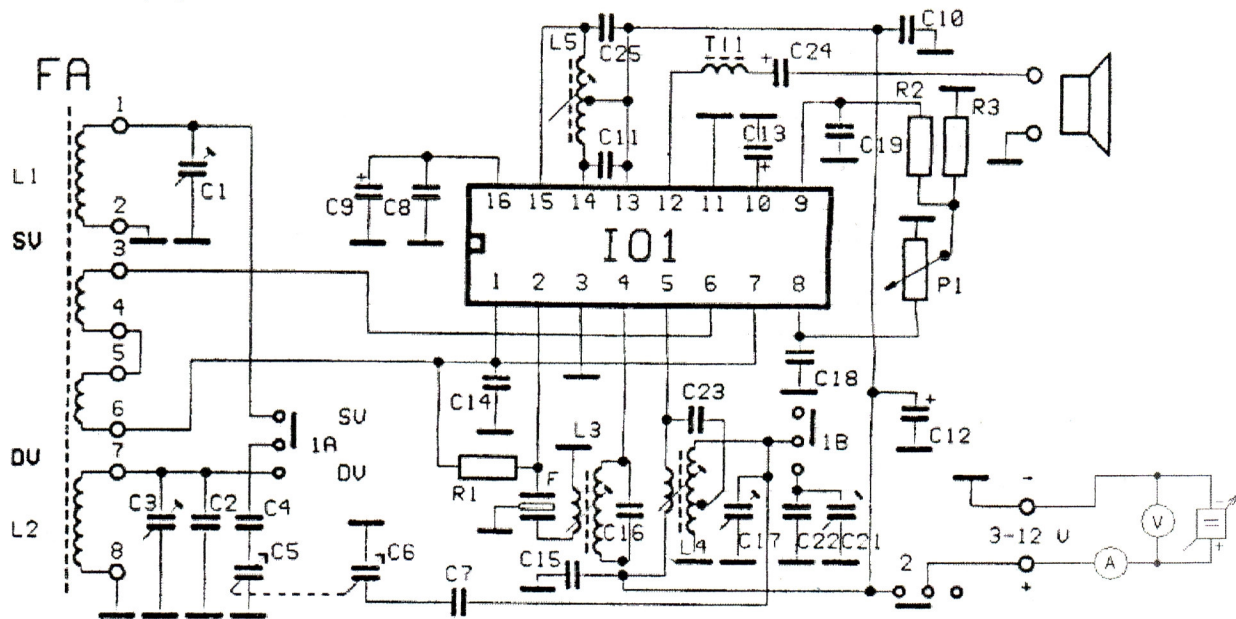 FA
1
L1
2
SV
3
4
5
6
DV
7
L2
8
C1
C9
C8
L5
C25
C11
TL1
+
C24
C10
R2
R3
C13
+
C19
+
16 15 14 13 12 11 10 9
IO1
1 2 3 4 5 6 7 8
P1
C14
C18
C23
C12
+
SV
1A
DV
1B
L3
R1
F
C3
C2
C4
C5
C6
C7
C15
C16
L4
C17
C22
C21
2
-
3-12 V
+
V
A
-
+